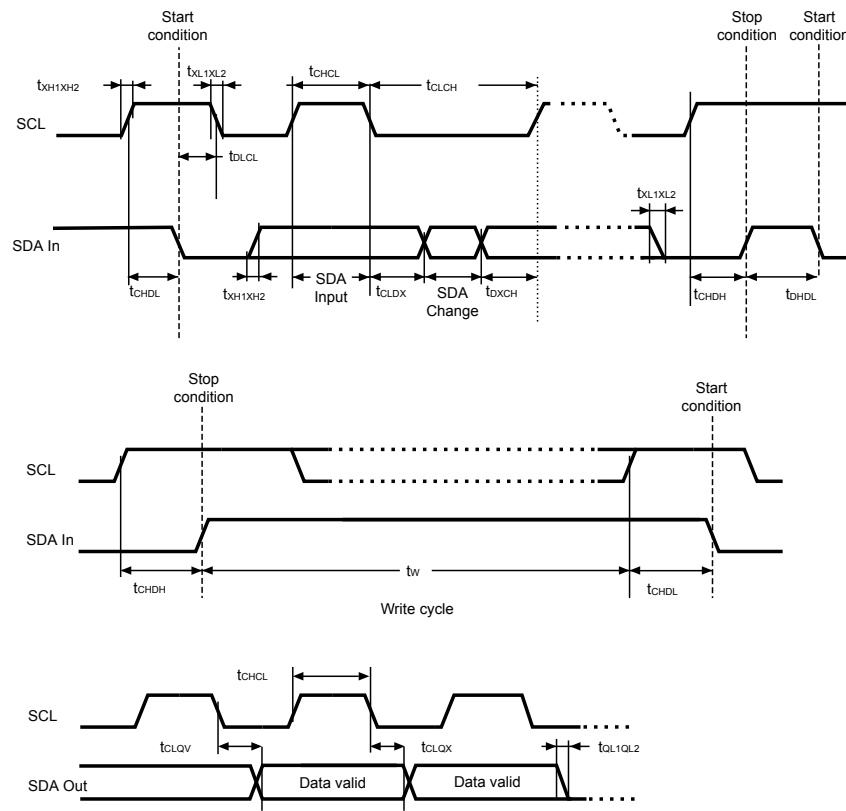 Start
condition
Stop
condition
Start
condition
tXH1XH2
tXL1XL2
tCHCL
tCLCH
SCL
tDLCL
tXL1XL2
SDA In
tCHDL
tXH1XH2
SDA
Input
tCLDX
SDA
Change
tDXCH
tCHDH
tDHDL
Stop
condition
Start
condition
SCL
SDA In
tCHDH
tW
tCHDL
Write cycle
tCHCL
SCL
tCLQV
tCLQX
tQL1QL2
SDA Out
Data valid
Data valid